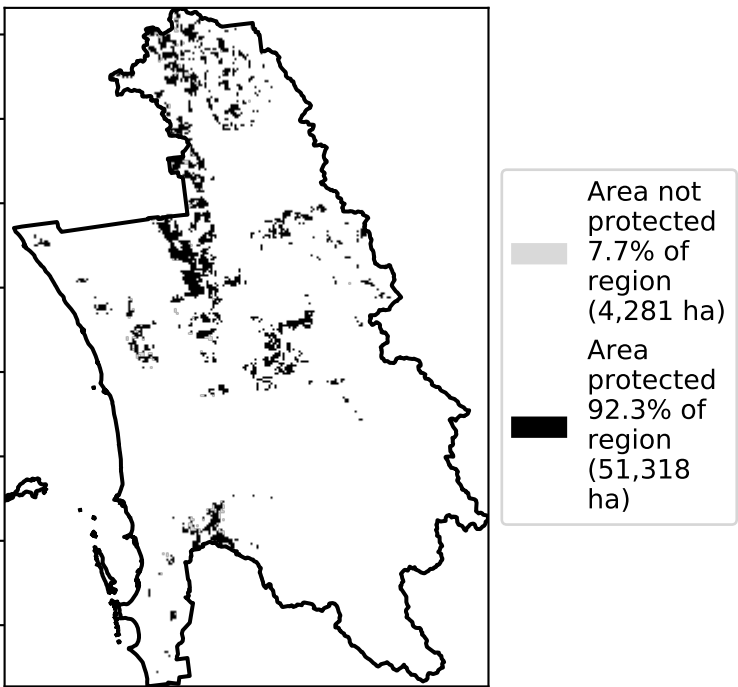 Area not
protected
7.7% of
region
(4,281 ha)
Area
protected
92.3% of
region
(51,318
ha)